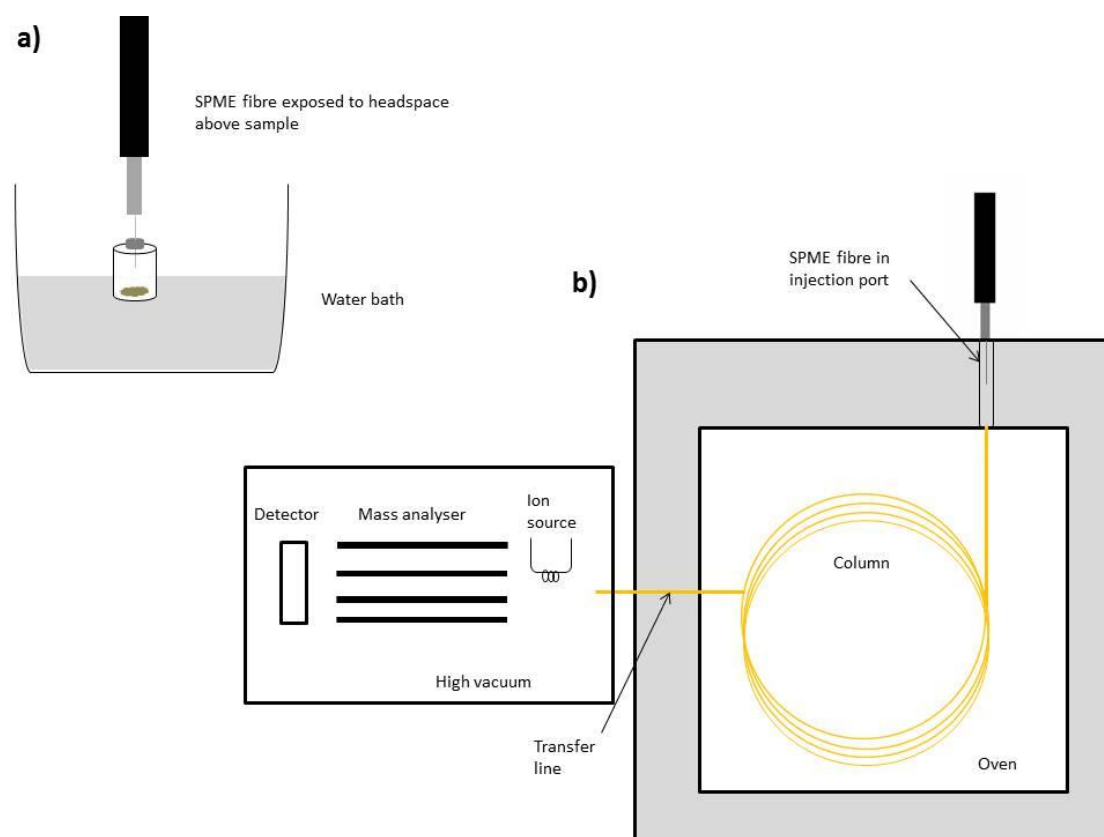 a)
SPME fibre exposed to headspace
above sample
Water bath
b)
SPME fibre in
injection port
Detector
Mass analyser
Ion
source
Column
High vacuum
Transfer
line
Oven